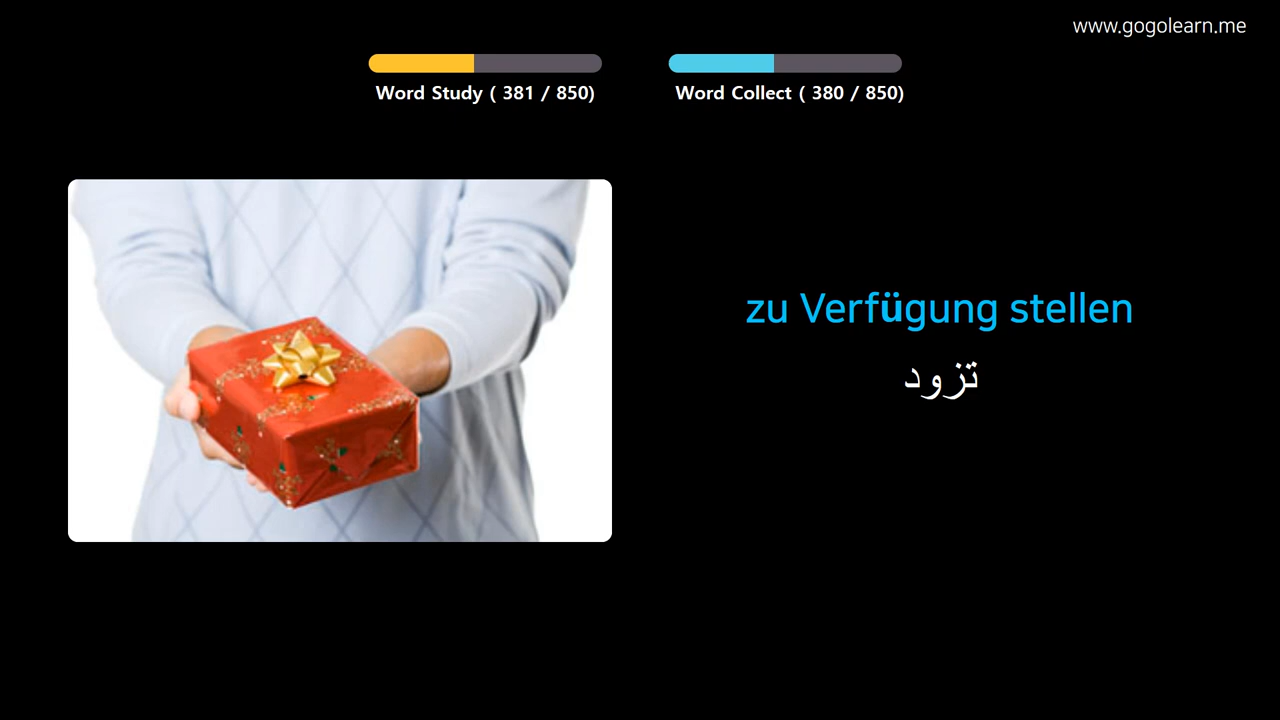 www.gogolearn.me
Word Study ( 381 / 850)
Word Collect ( 380 / 850)
zu Verfügung stellen
تزود